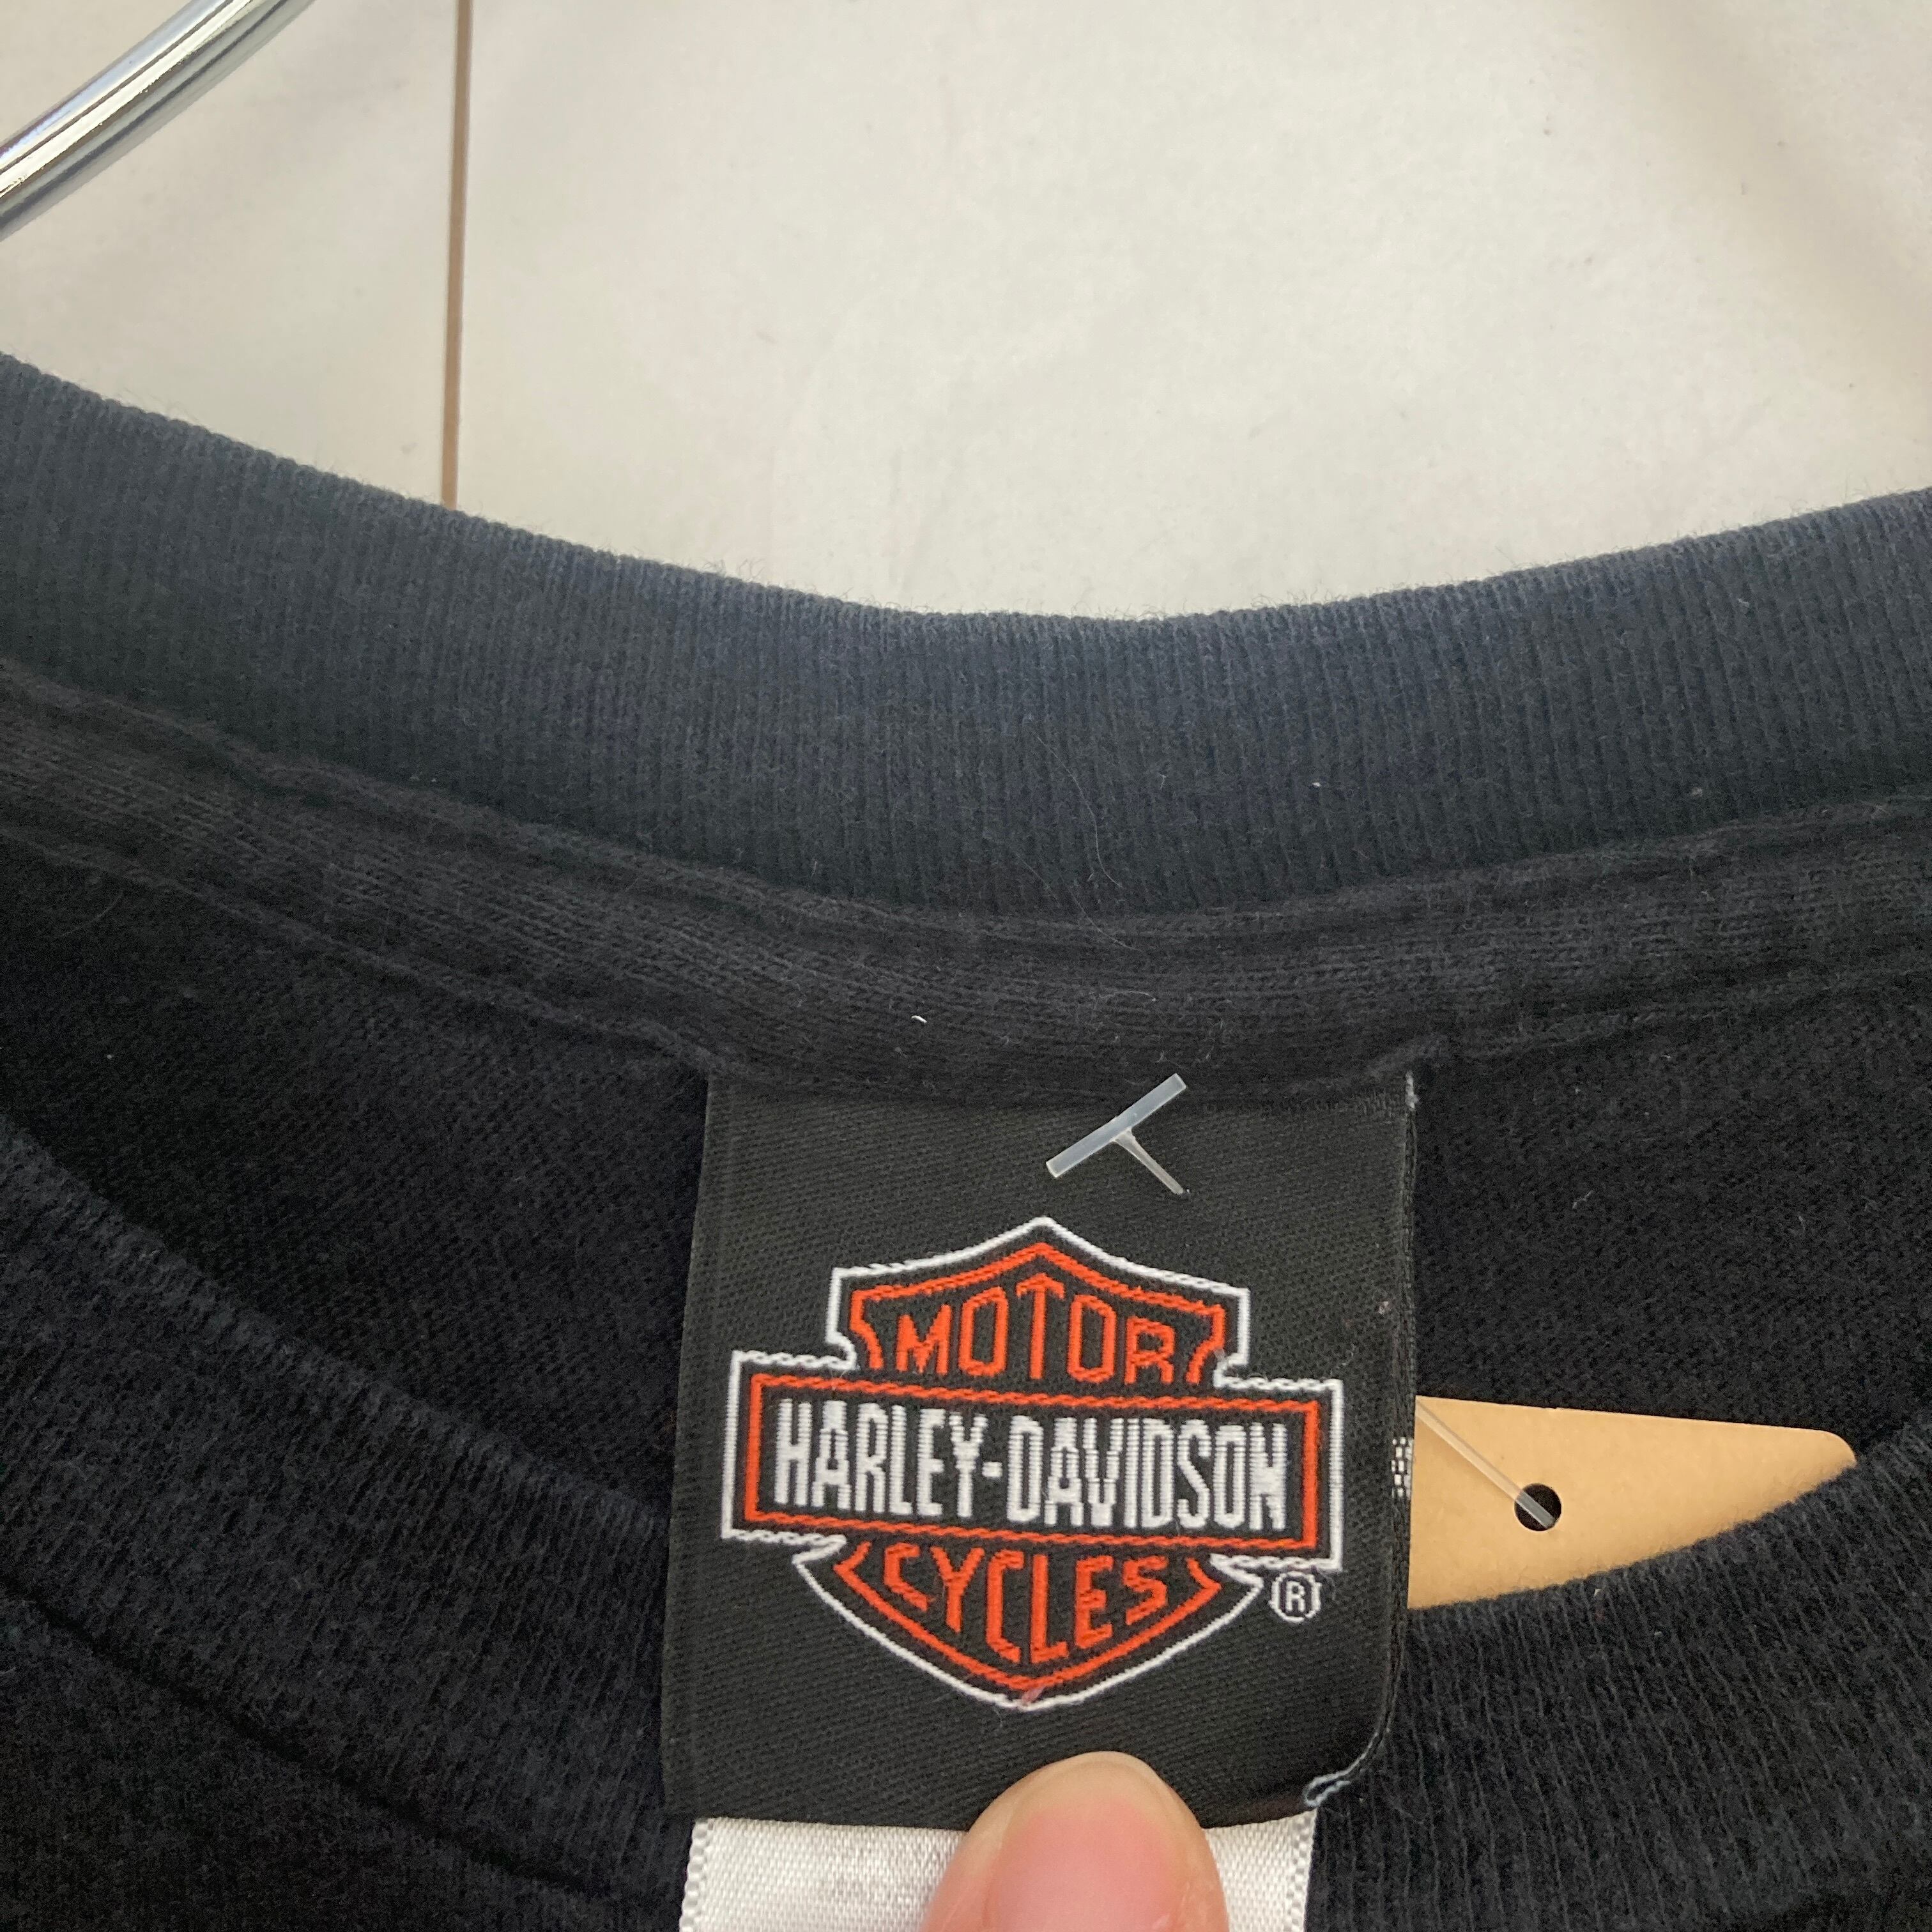 MOTOR
HARLEY-DAVIDSON
CYCLES
®